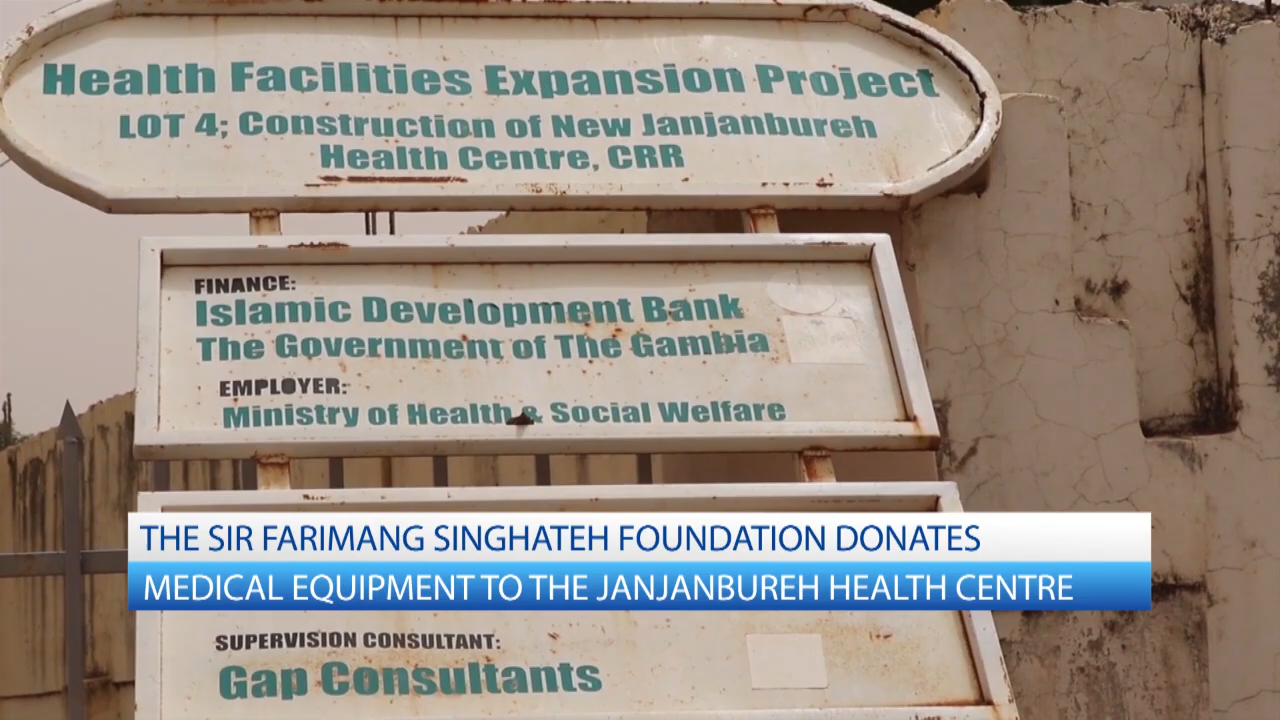 Health Facilities Expansion Project
LOT 4; Construction of New Janjanbureh
Health Centre, CRR
FINANCE:
Islamic Development Bank
The Government of The Gambia
EMPLOYER:
Ministry of Health & Social Welfare
THE SIR FARIMANG SINGHATEH FOUNDATION DONATES
MEDICAL EQUIPMENT TO THE JANJANBUREH HEALTH CENTRE
SUPERVISION CONSULTANT:
Gap Consultants